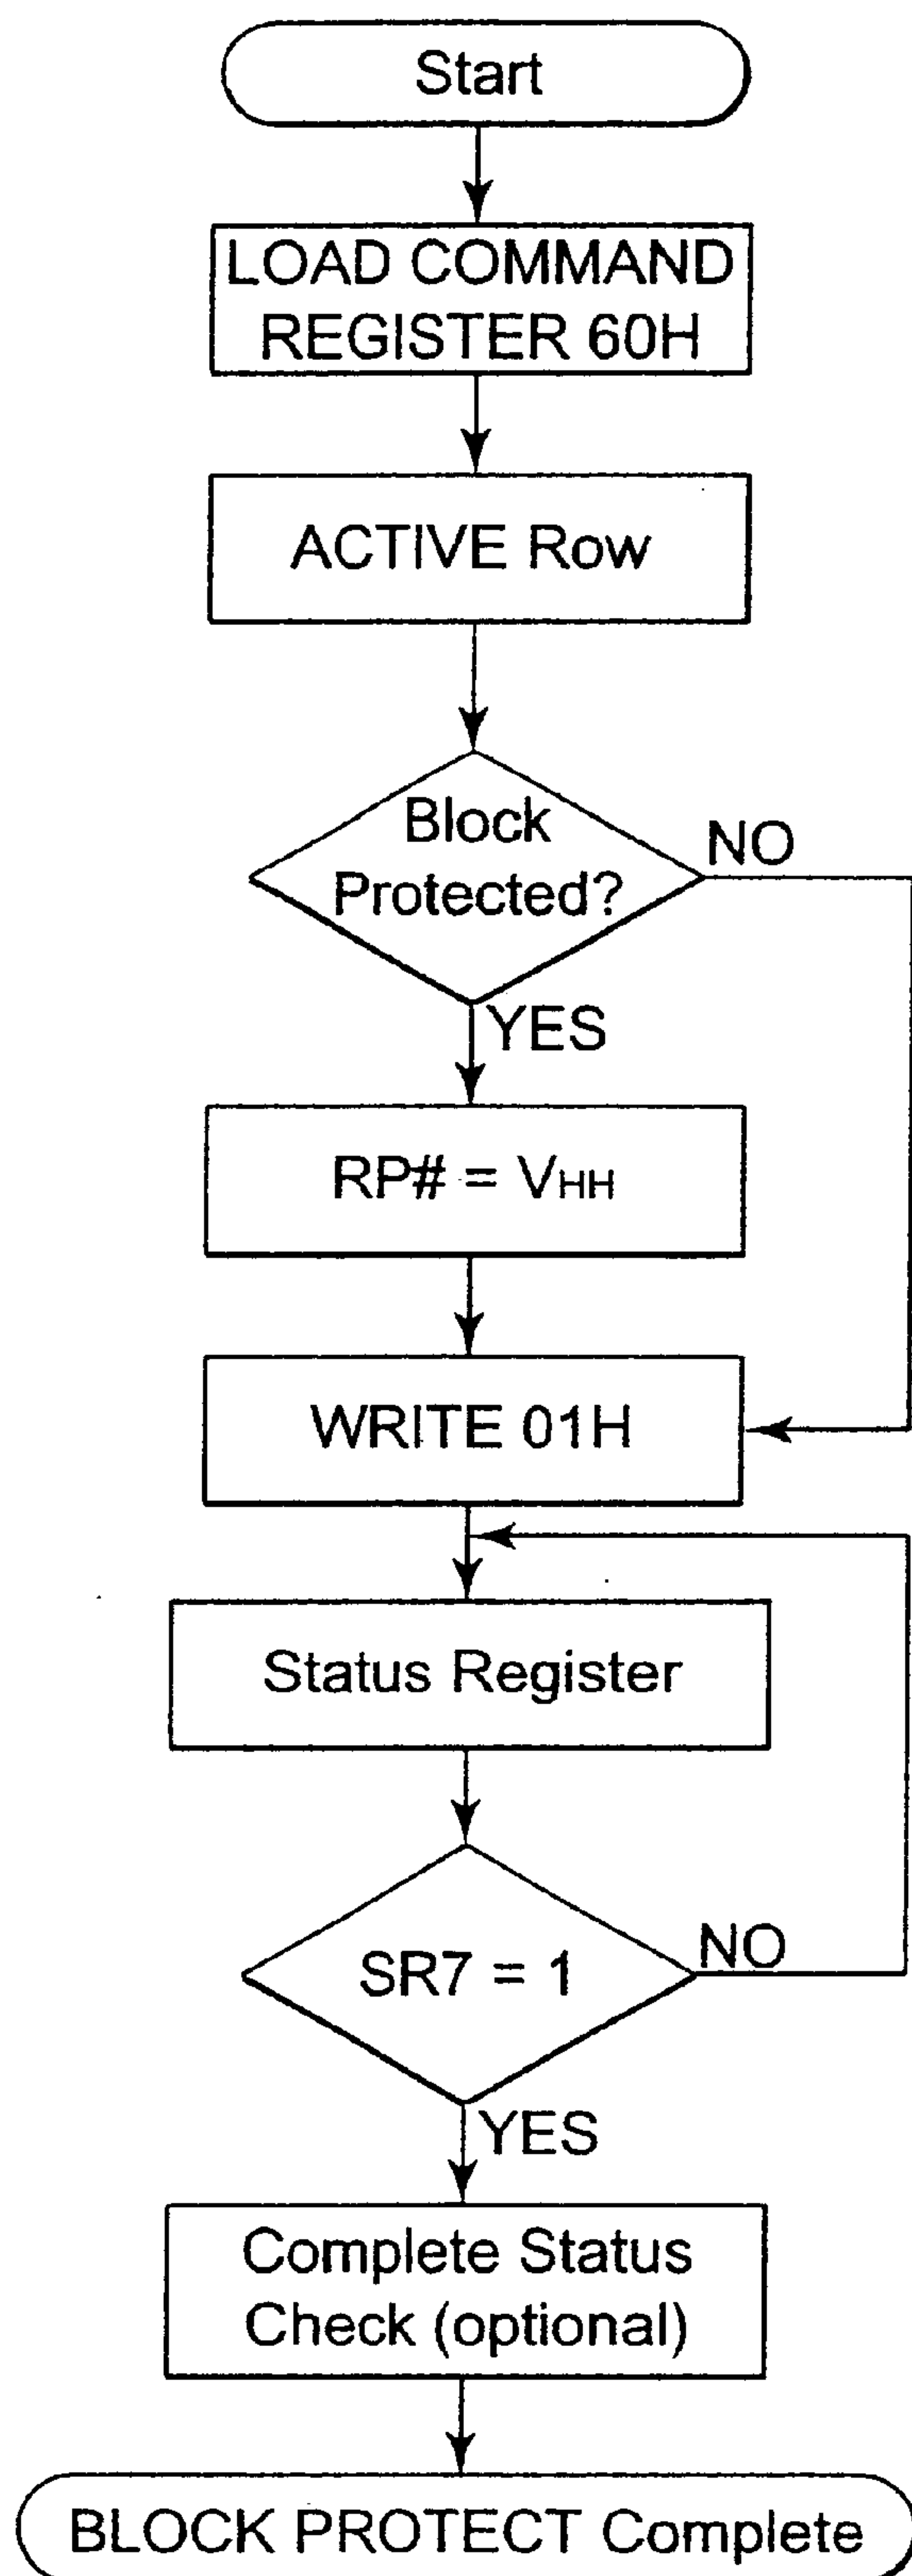 Start
LOAD COMMAND
REGISTER 60H
ACTIVE Row
Block
Protected?
NO
YES
RP# = VHH
WRITE 01H
Status Register
SR7 = 1
NO
YES
Complete Status
Check (optional)
BLOCK PROTECT Complete